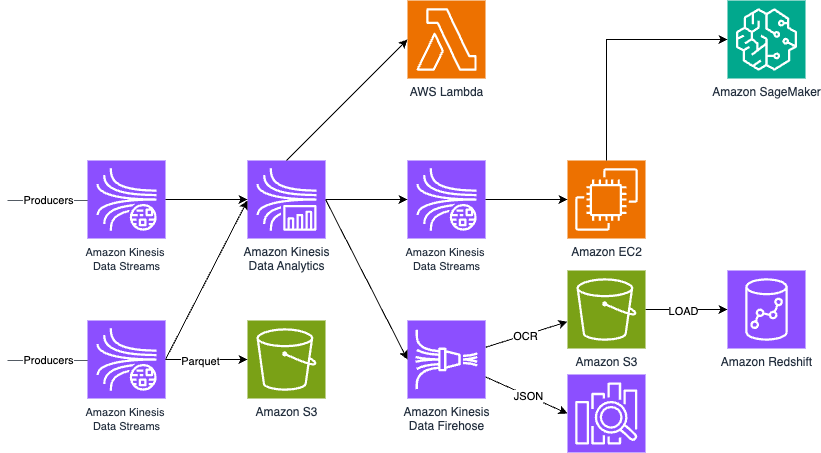 AWS Lambda
Amazon SageMaker
Producers
Amazon Kinesis
Data Streams
Amazon Kinesis
Data Analytics
Amazon Kinesis
Data Streams
Amazon EC2
Producers
Amazon Kinesis
Data Streams
Parquet
Amazon S3
Amazon Kinesis
Data Firehose
OCR
JSON
Amazon S3
LOAD
Amazon Redshift